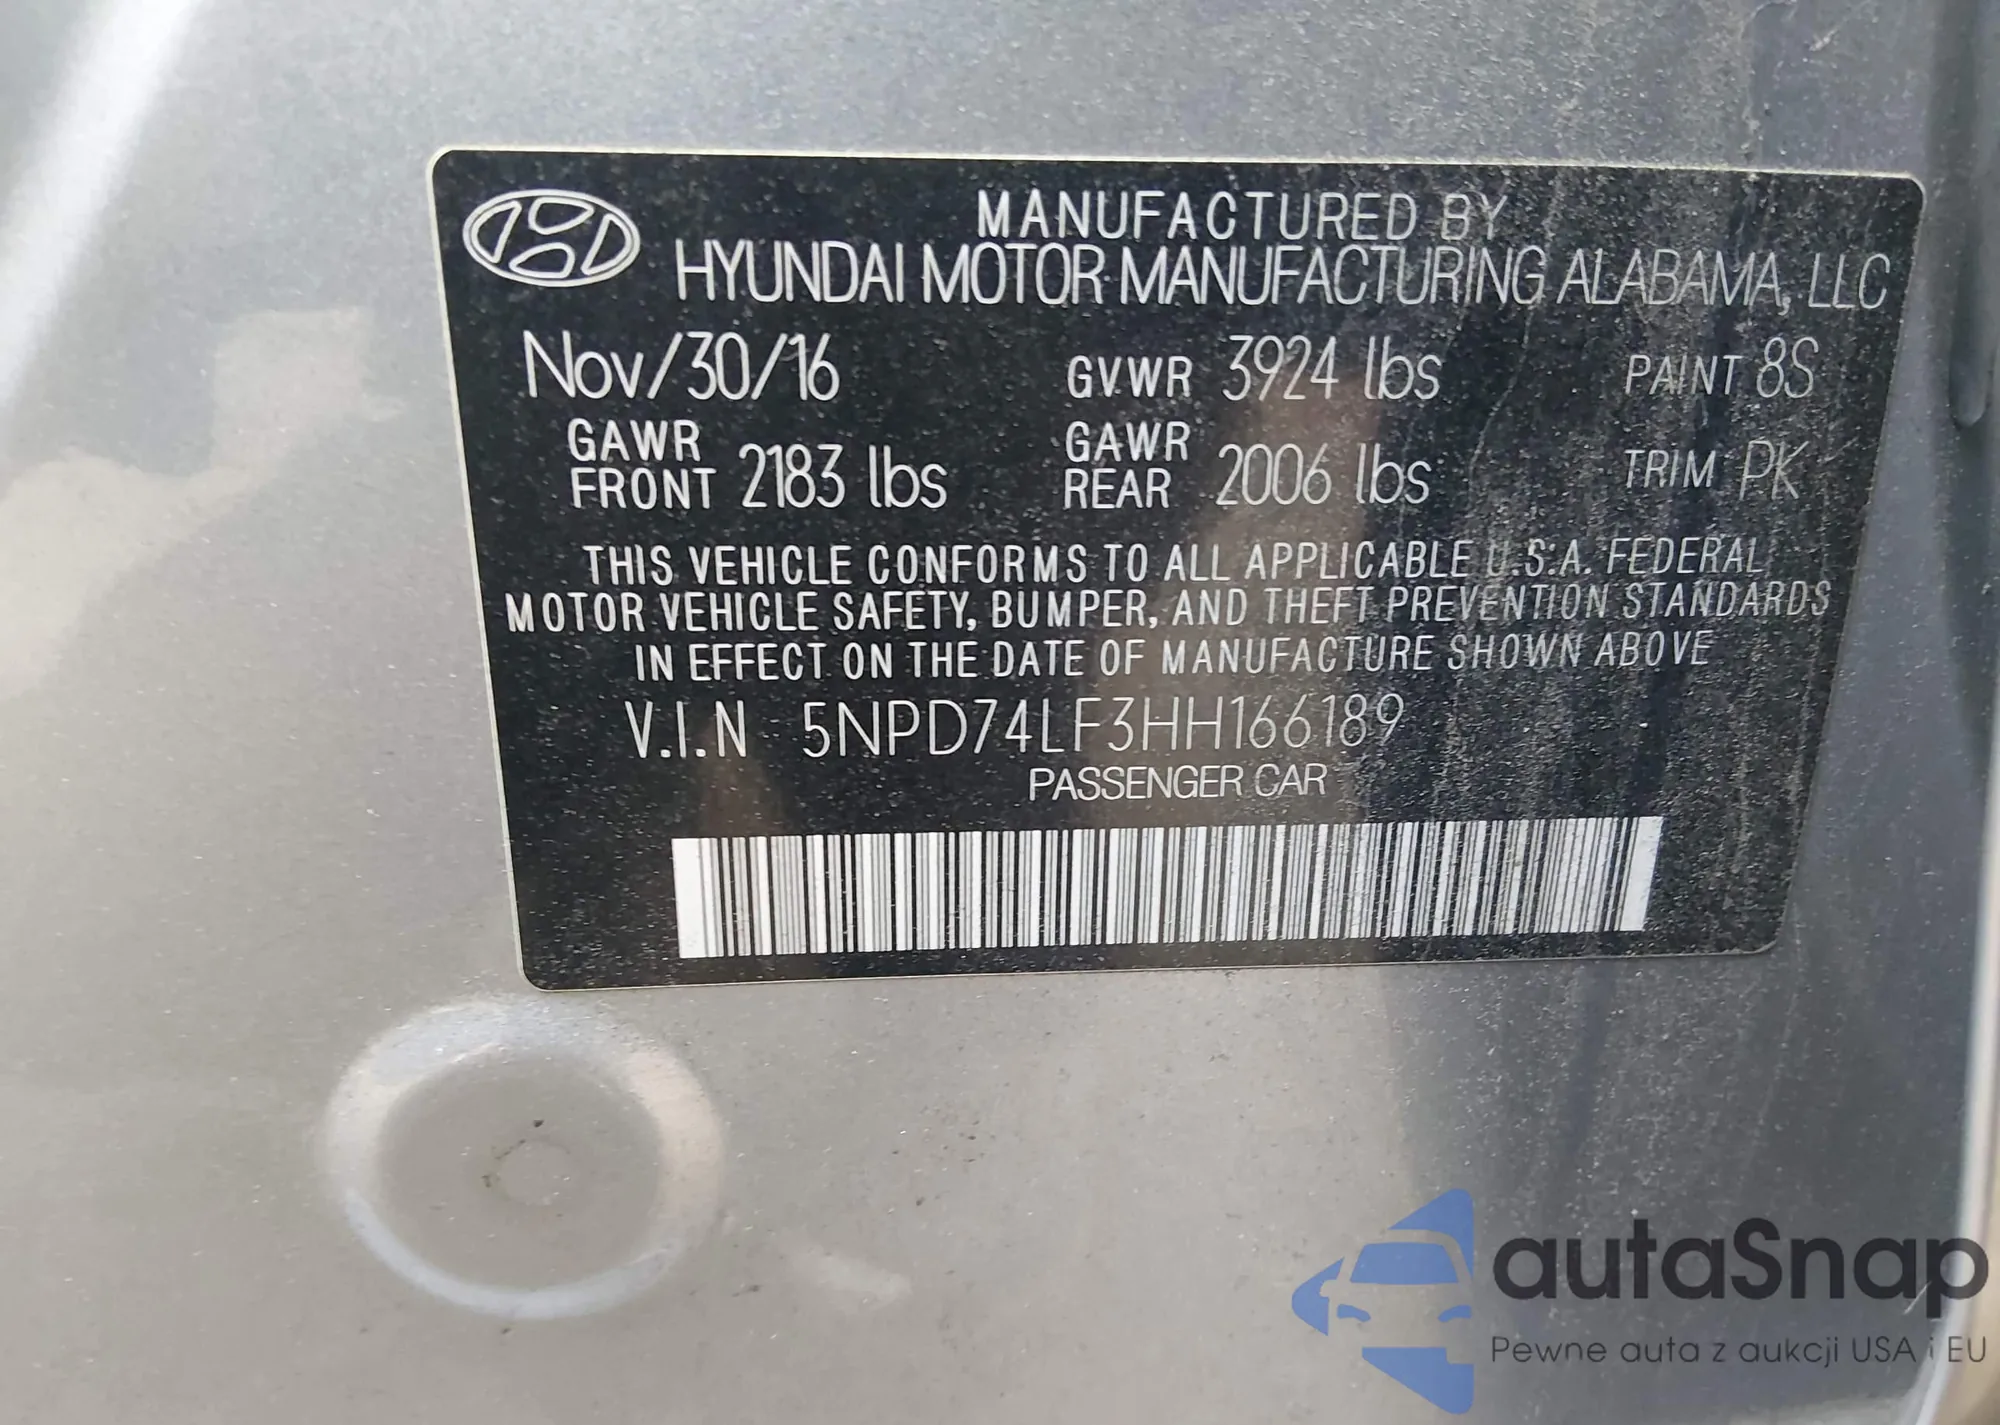 MANUFACTURED BY
HYUNDAI MOTOR MANUFACTURING ALABAMA, LLC
Nov/30/16 GVWR 3924 lbs PAINT 8S
GAWR FRONT 2183 lbs GAWR REAR 2006 lbs TRIM PK
THIS VEHICLE CONFORMS TO ALL APPLICABLE U.S.A. FEDERAL
MOTOR VEHICLE SAFETY, BUMPER, AND THEFT PREVENTION STANDARDS
IN EFFECT ON THE DATE OF MANUFACTURE SHOWN ABOVE
V.I.N 5NPD74LF3HH166189
PASSENGER CAR
autaSnap
Pewne auta z aukcji USA i EU